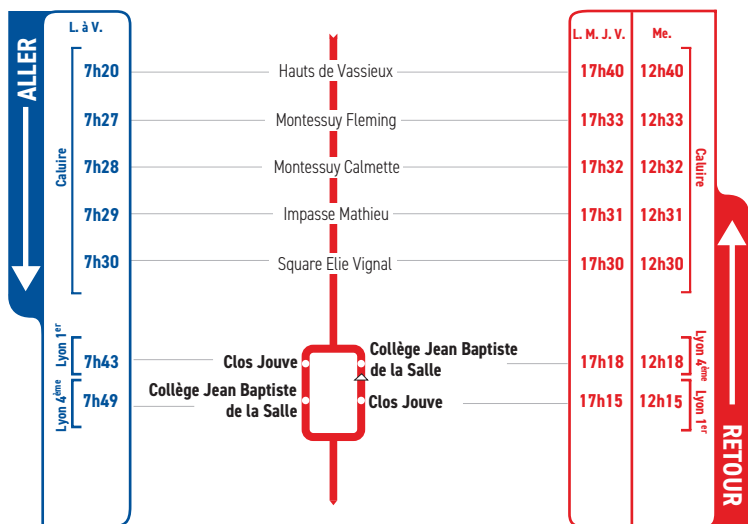 ALLER
L. à V.
L. M. J. V.
Me.
Caluire
7h20
Hauts de Vassieux
17h40
12h40
7h27
Montessuy Fleming
17h33
12h33
7h28
Montessuy Calmette
17h32
12h32
Caluire
7h29
Impasse Mathieu
17h31
12h31
7h30
Square Elie Vignal
17h30
12h30
Lyon 1er
7h43
Clos Jouve
Collège Jean Baptiste
de la Salle
17h18
12h18
Lyon 4ème
Lyon 4ème
7h49
Collège Jean Baptiste
de la Salle
Clos Jouve
17h15
12h15
Lyon 1er
RETOUR